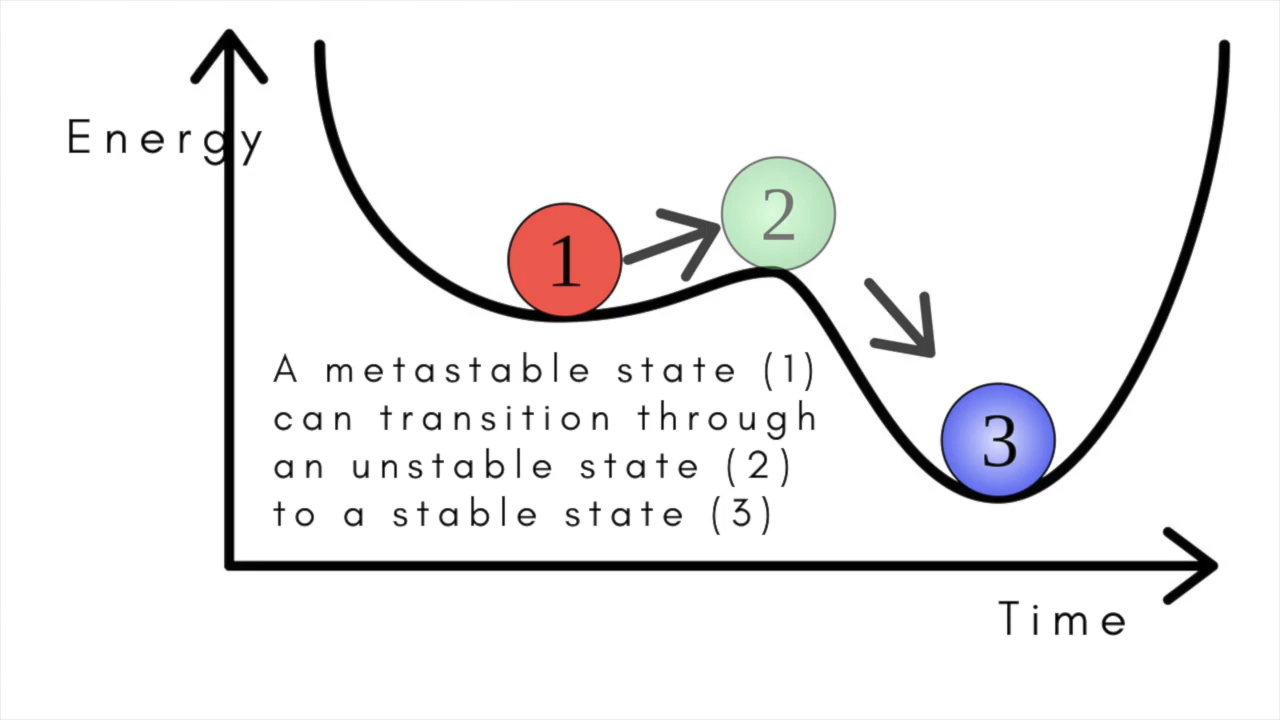 Energy
1
2
3
A metastable state (1)
can transition through
an unstable state (2)
to a stable state (3)
Time